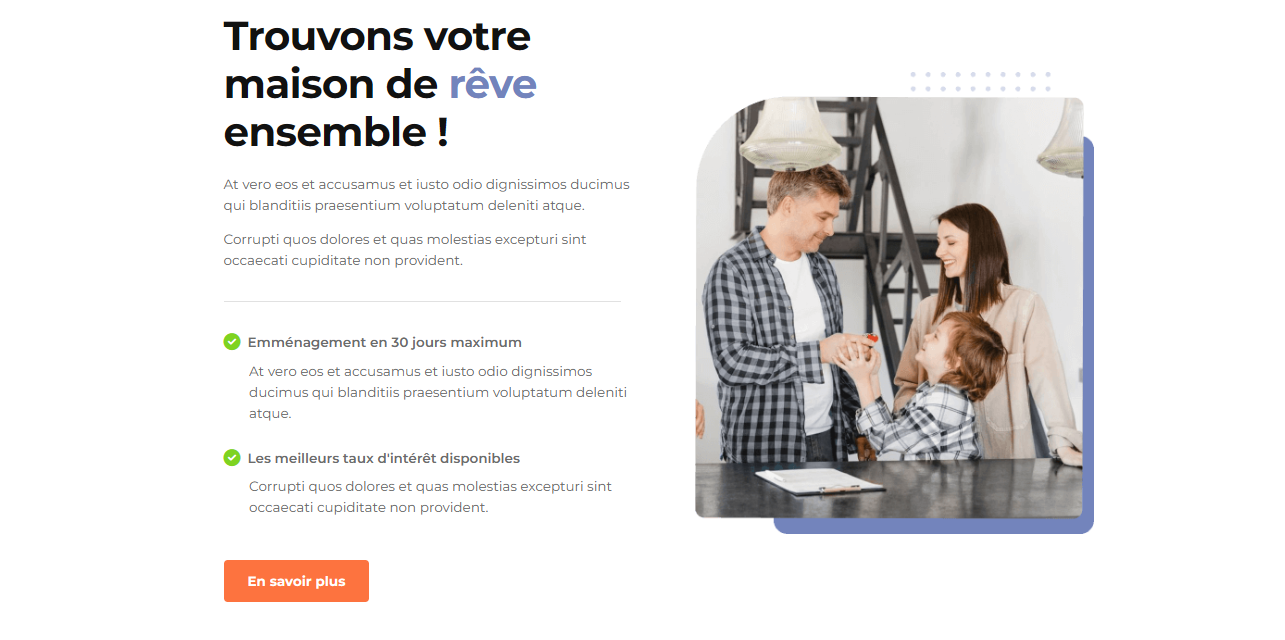 Trouvons votre
maison de rêve
ensemble !
At vero eos et accusamus et iusto odio dignissimos ducimus
qui blanditiis praesentium voluptatum deleniti atque.
Corrupti quos dolores et quas molestias excepturi sint
occaecati cupiditate non provident.
Emménagement en 30 jours maximum
At vero eos et accusamus et iusto odio dignissimos
ducimus qui blanditiis praesentium voluptatum deleniti
atque.
Les meilleurs taux d'intérêt disponibles
Corrupti quos dolores et quas molestias excepturi sint
occaecati cupiditate non provident.
En savoir plus